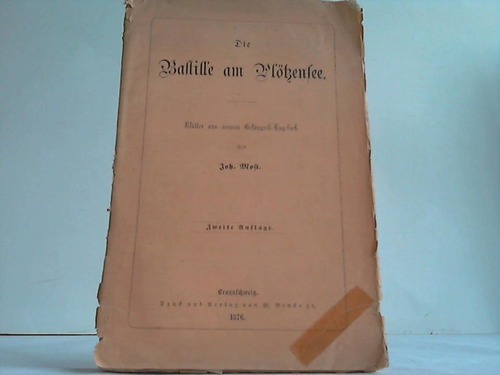 Die
Bastille am Plötzensee.
Blätter aus meinem Gefängniß-Tagebuch
von
Joh. Most.
Zweite Auflage.
Braunschweig.
Druck und Verlag von W. Bracke jr.
1876.